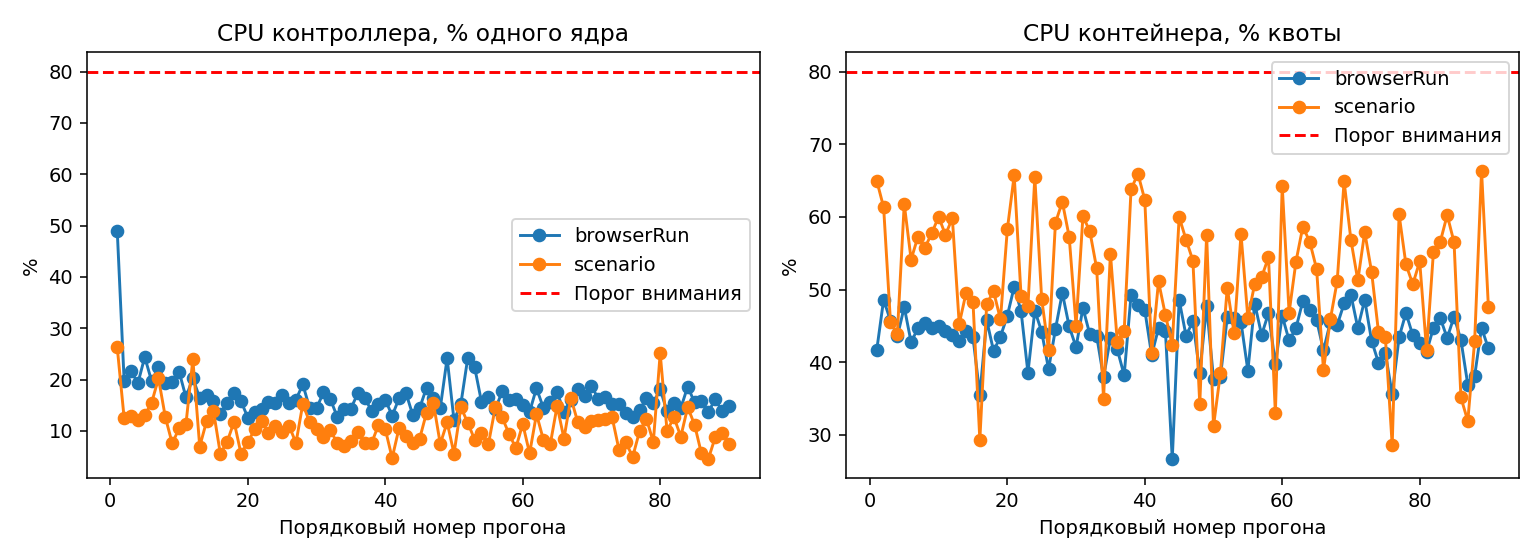 CPU контроллера, % одного ядра
80
70
60
50
40
30
20
10
%
browserRun
scenario
Порог внимания
0
20
40
60
80
Порядковый номер прогона
CPU контейнера, % квоты
80
70
60
50
40
30
%
browserRun
scenario
Порог внимания
0
20
40
60
80
Порядковый номер прогона